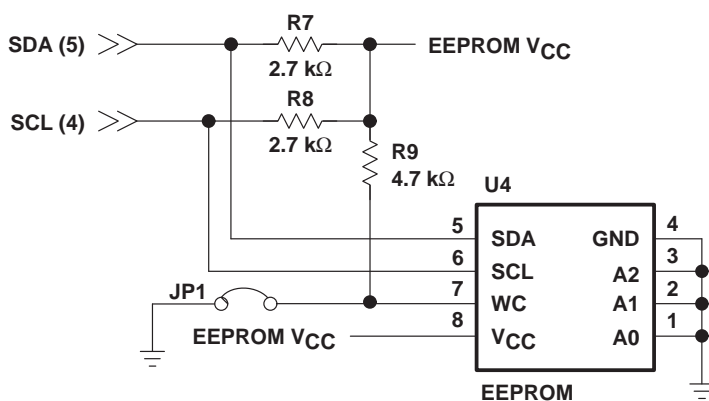 R7
SDA (5)
EEPROM VCC
2.7 kΩ
R8
SCL (4)
2.7 kΩ
R9
4.7 kΩ
U4
5 SDA GND 4
6 SCL A2 3
JP1
7 WC A1 2
EEPROM VCC
8 VCC A0 1
EEPROM